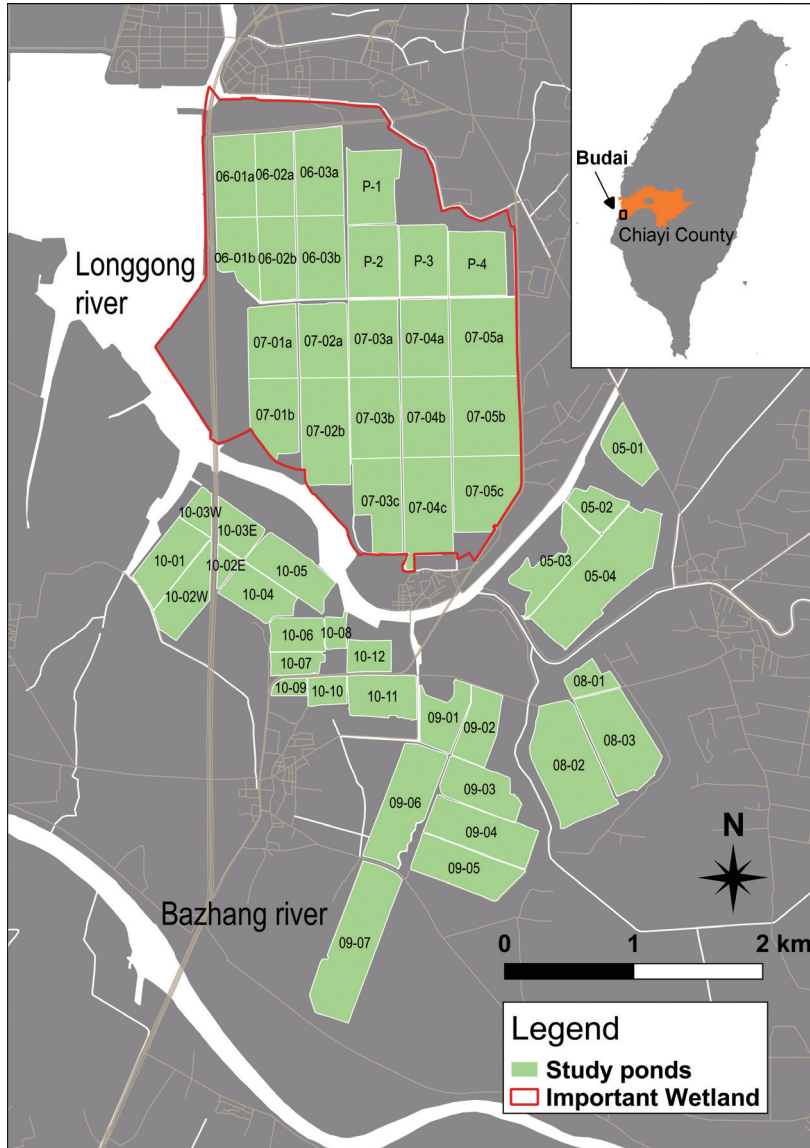 Budai
Chiayi County
Longgong
river
06-01a
06-02a
06-03a
P-1
06-01b
06-02b
06-03b
P-2
P-3
P-4
07-01a
07-02a
07-03a
07-04a
07-05a
07-01b
07-02b
07-03b
07-04b
07-05b
07-03c
07-04c
07-05c
05-01
05-02
05-03
05-04
10-03W
10-03E
10-01
10-02E
10-05
10-02W
10-04
10-06
10-08
10-07
10-12
10-09
10-10
10-11
08-01
08-02
08-03
09-01
09-02
09-03
09-06
09-04
09-05
09-07
Bazhang river
N
0 1 2 km
Legend
Study ponds
Important Wetland